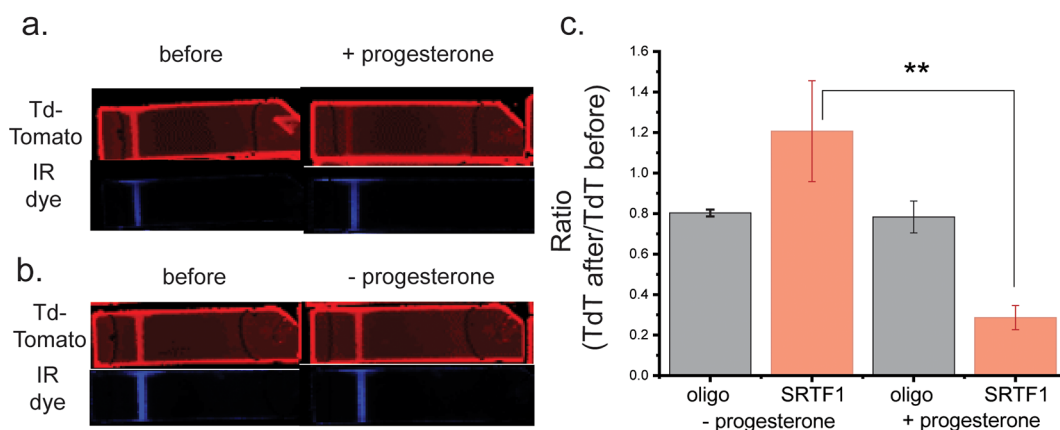 a.
before
+ progesterone
Td-
Tomato
IR
dye
b.
before
- progesterone
Td-
Tomato
IR
dye
c.
Ratio
(TdT after/TdT before)
1.6
1.4
1.2
1.0
0.8
0.6
0.4
0.2
0.0
**
oligo SRTF1 oligo SRTF1
- progesterone + progesterone